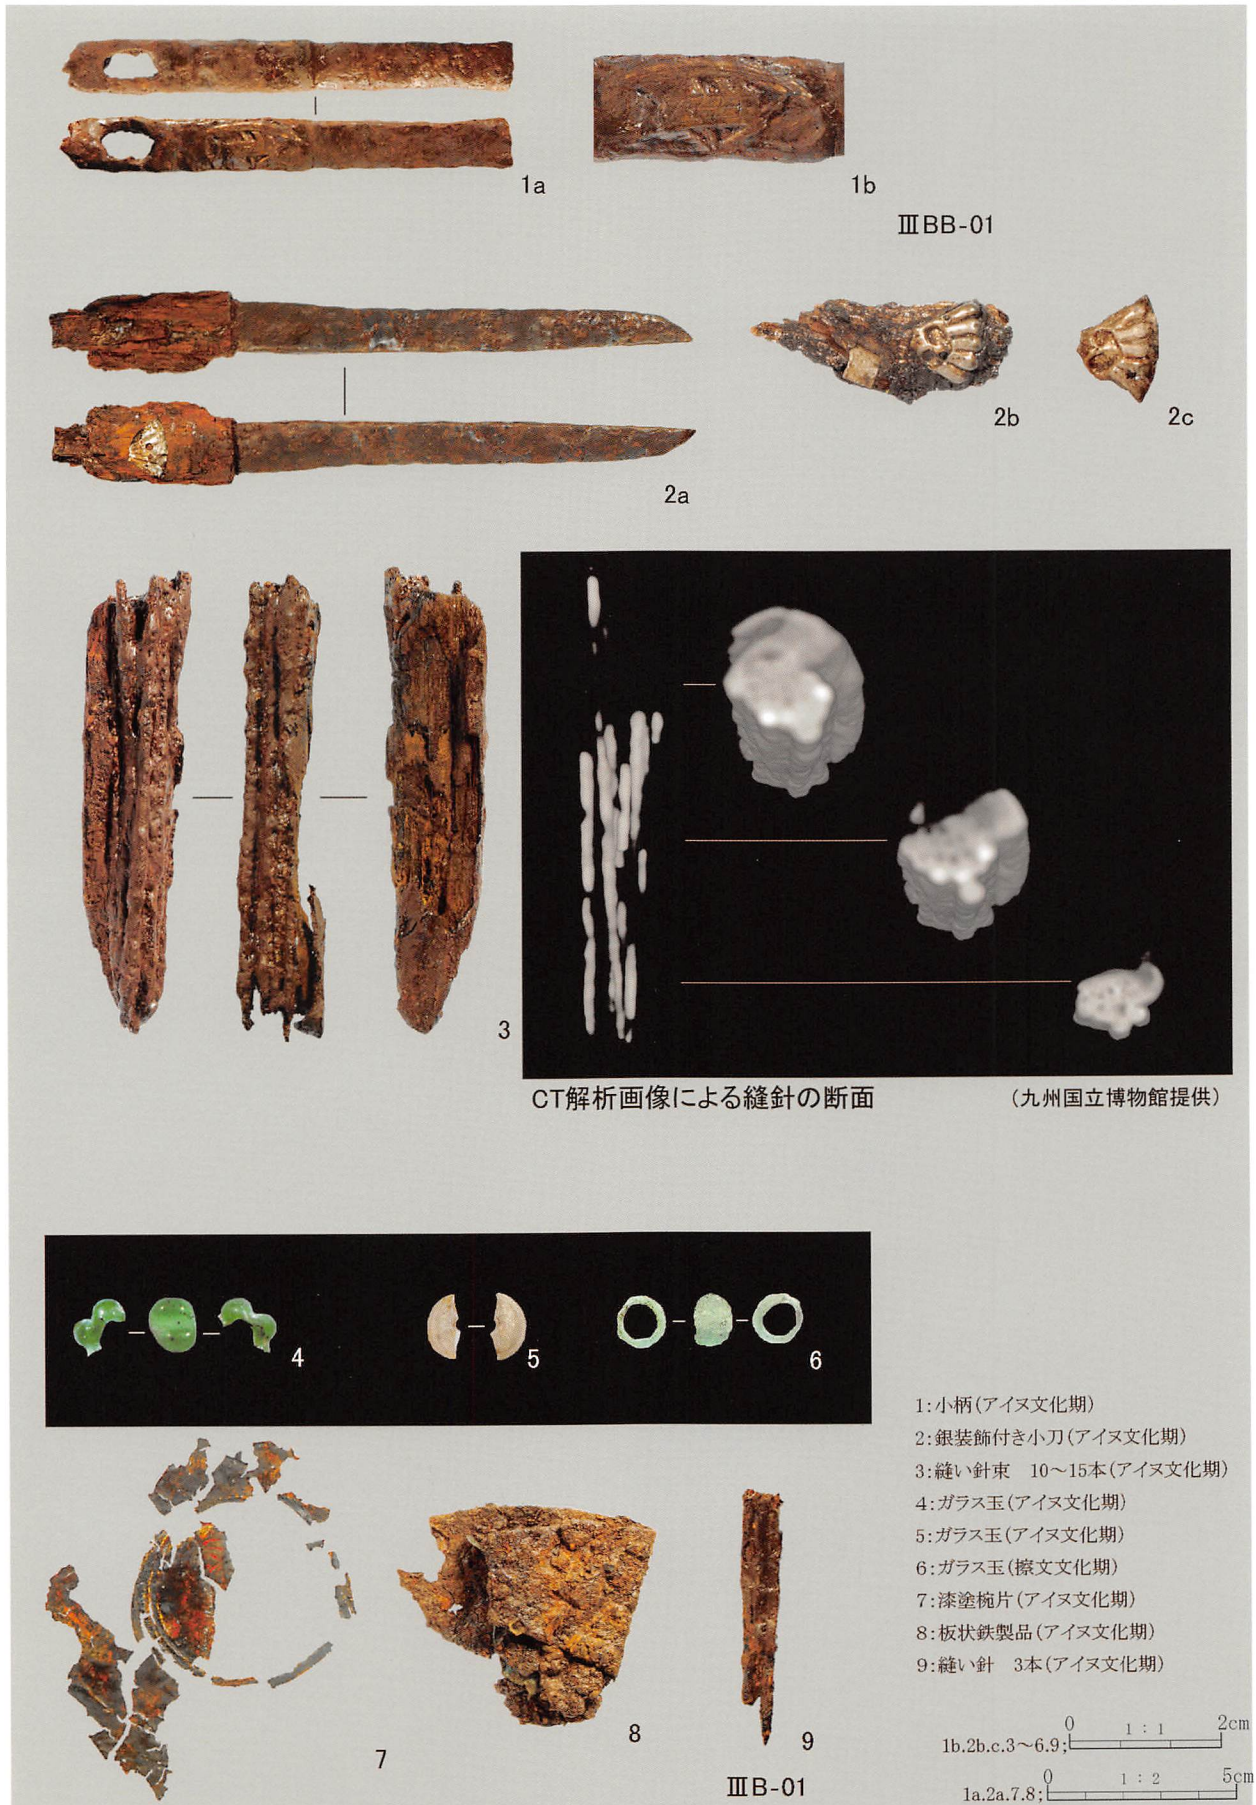 1a
1b
ⅢBB-01
2a
2b
2c
3
CT解析画像による縫針の断面
(九州国立博物館提供)
4
5
6
1:小柄(アイヌ文化期)
2:銀装飾付き小刀(アイヌ文化期)
3:縫い針束 10~15本(アイヌ文化期)
4:ガラス玉(アイヌ文化期)
5:ガラス玉(アイヌ文化期)
6:ガラス玉(擦文文化期)
7:漆塗椀片(アイヌ文化期)
8:板状鉄製品(アイヌ文化期)
9:縫い針 3本(アイヌ文化期)
7
8
9
ⅢB-01
0 1:1 2cm
1b.2b.c.3~6.9;
0 1:2 5cm
1a.2a.7.8;